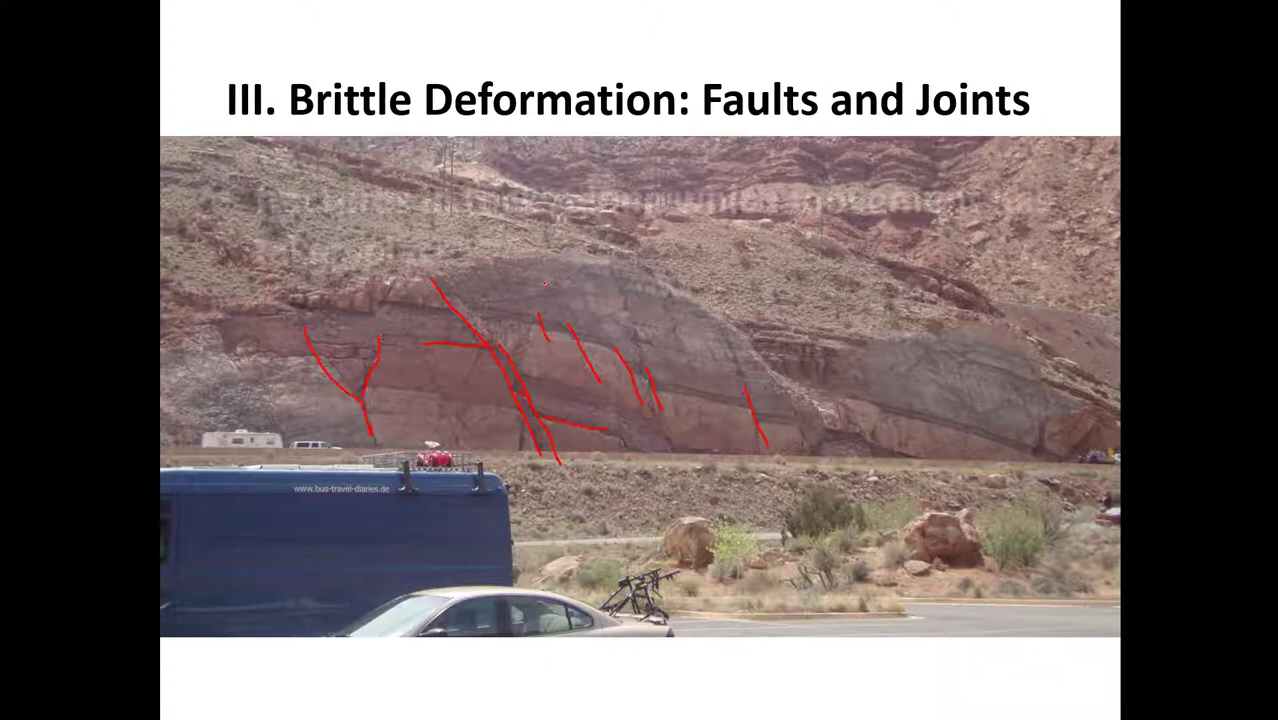 III. Brittle Deformation: Faults and Joints
www.bus-travel-diaries.de